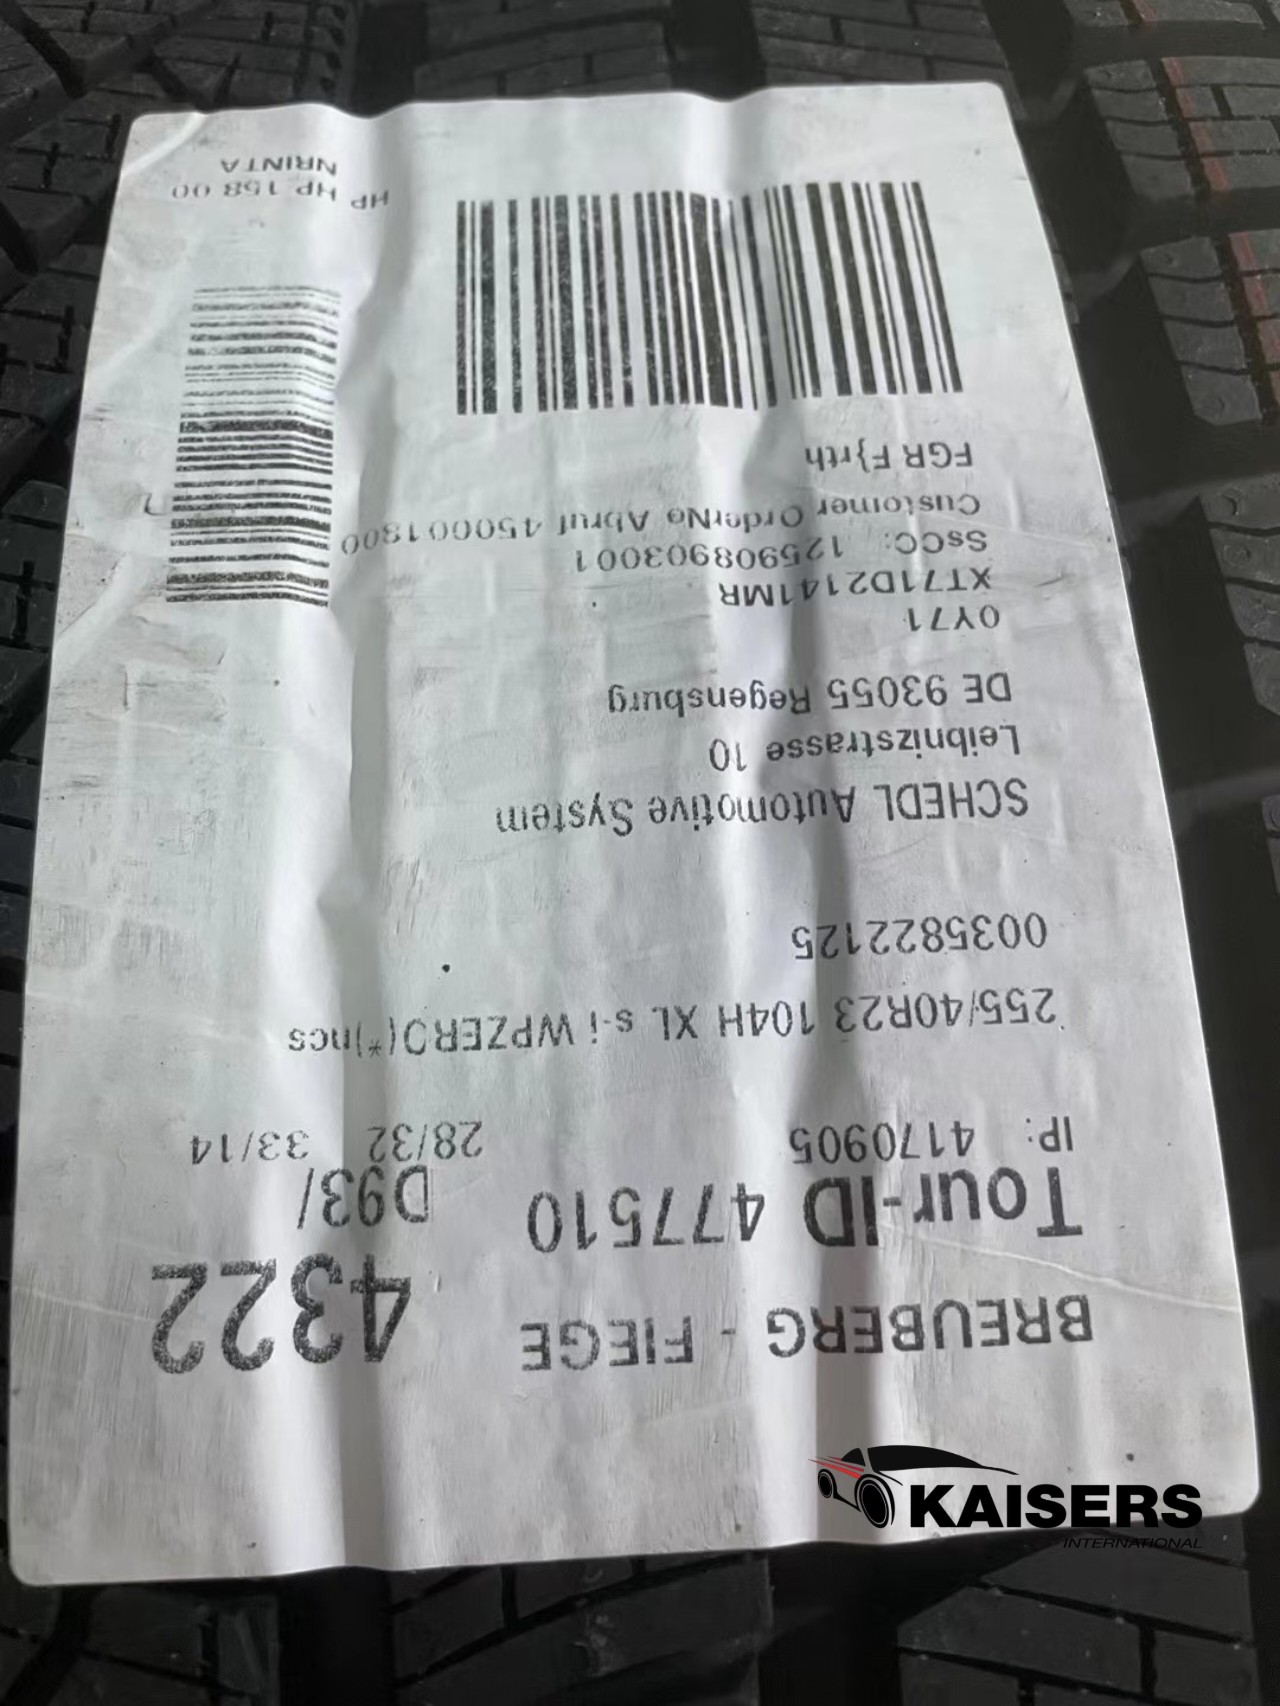 BREUBERG - FIEGE
4322
Tour-ID 477510
D93/
IP: 4170905
28/32 33/14
255/40R23 104H XL s-i WPZERO(*)ncs
0035822125
SCHEDL Automotive System
Leibnizstrasse 10
DE 93055 Regensburg
0Y71
XT71D2141MR
SsCC: 125908903001
Customer OrderNo Abruf 450001800
FGR F}rth
HP HP 158 00
NRINTA
KAISERS
INTERNATIONAL